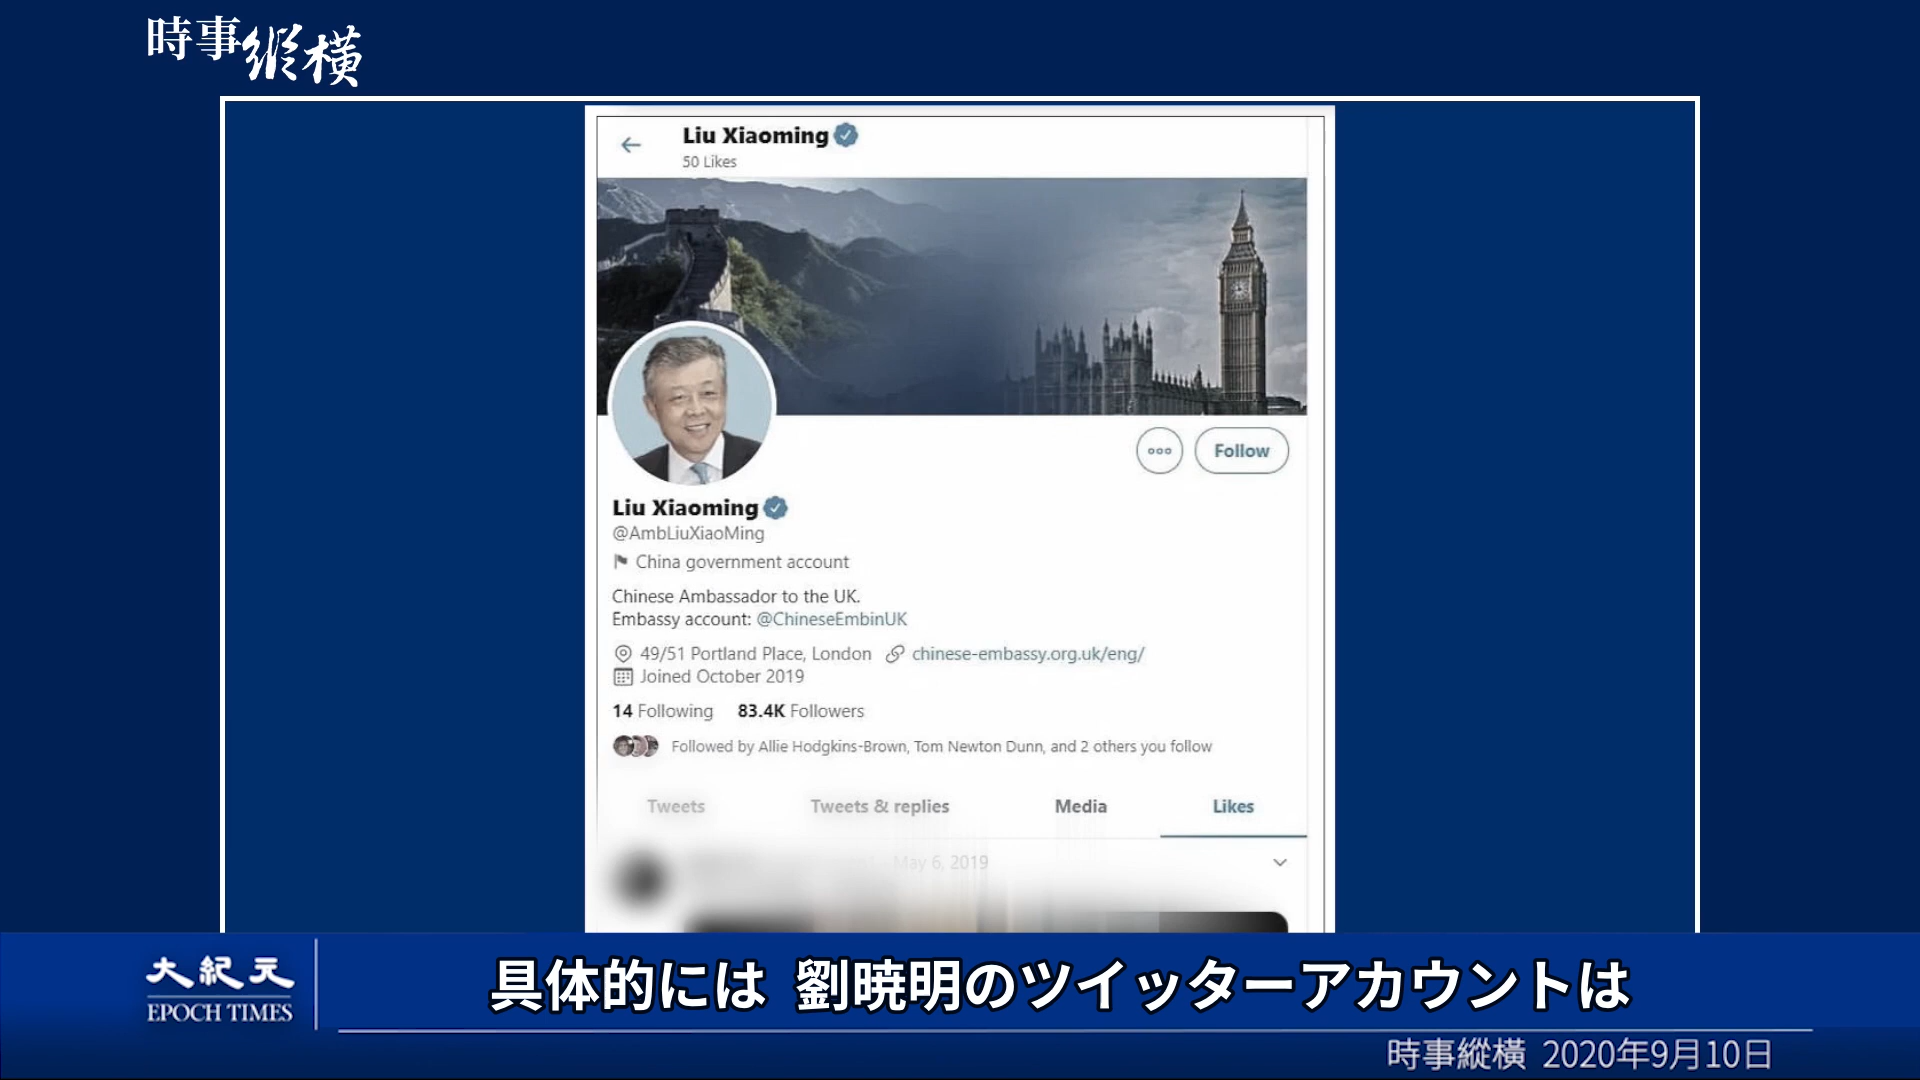 時事縱橫
Liu Xiaoming
50 Likes
Follow
Liu Xiaoming
@AmbLiuXiaoMing
China government account
Chinese Ambassador to the UK.
Embassy account: @ChineseEmbinUK
49/51 Portland Place, London chinese-embassy.org.uk/eng/
Joined October 2019
14 Following 83.4K Followers
Followed by Allie Hodgkins-Brown, Tom Newton Dunn, and 2 others you follow
Tweets Tweets & replies Media Likes
May 6, 2019
大紀元
EPOCH TIMES
具体的には 劉暁明のツイッターアカウントは
時事縱橫 2020年9月10日